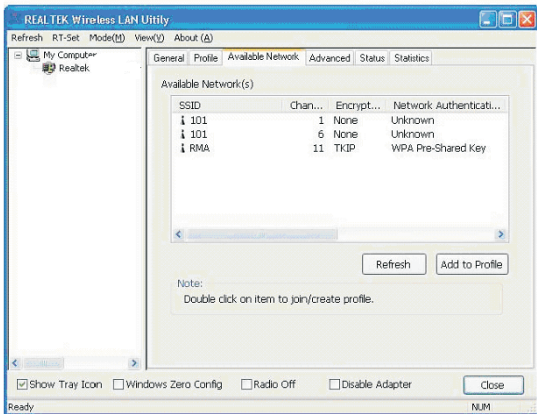 REALTEK Wireless LAN Uitily
Refresh RT-Set Mode(M) View(V) About (A)
My Computer
Realtek
General Profile Available Network Advanced Status Statistics
Available Network(s)
SSID Chan... Encrypt... Network Authenticati...
101 1 None Unknown
101 6 None Unknown
RMA 11 TKIP WPA Pre-Shared Key
Refresh Add to Profile
Note:
Double click on item to join/create profile.
Show Tray Icon Windows Zero Config Radio Off Disable Adapter Close
Ready NUM